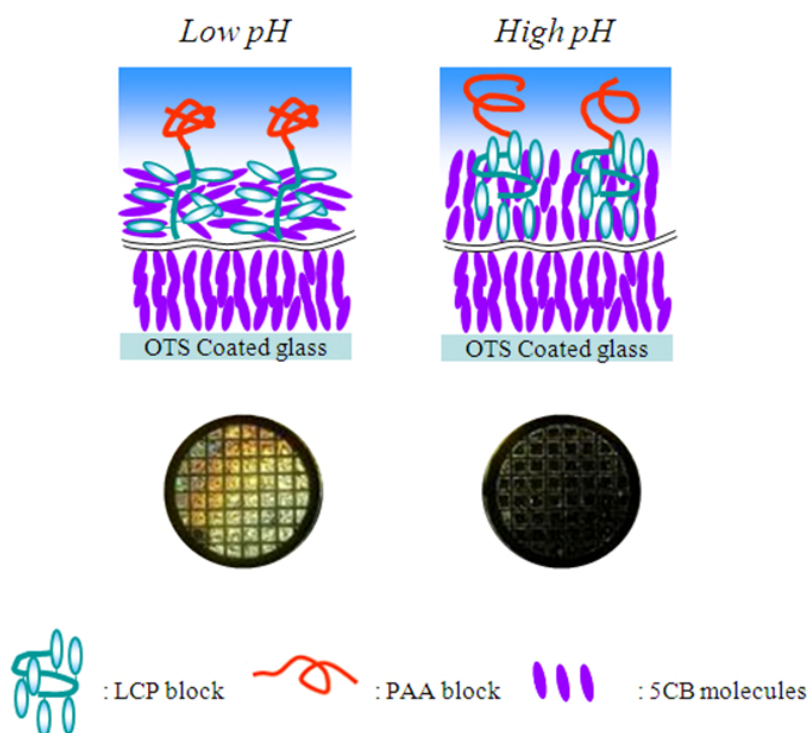 Low pH
High pH
OTS Coated glass
OTS Coated glass
: LCP block
: PAA block
: 5CB molecules